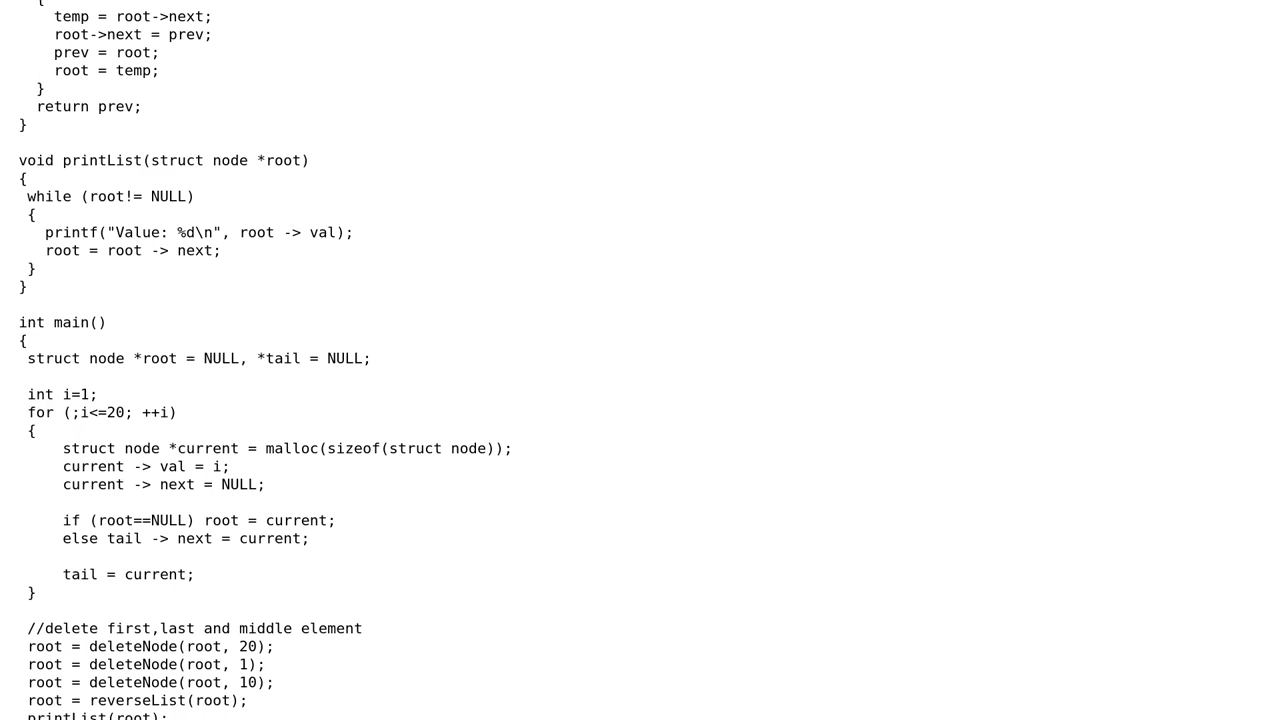 {
temp = root->next;
root->next = prev;
prev = root;
root = temp;
}
return prev;
}
void printList(struct node *root)
{
while (root!= NULL)
{
printf("Value: %d\n", root -> val);
root = root -> next;
}
}
int main()
{
struct node *root = NULL, *tail = NULL;
int i=1;
for (;i<=20; ++i)
{
struct node *current = malloc(sizeof(struct node));
current -> val = i;
current -> next = NULL;
if (root==NULL) root = current;
else tail -> next = current;
tail = current;
}
//delete first,last and middle element
root = deleteNode(root, 20);
root = deleteNode(root, 1);
root = deleteNode(root, 10);
root = reverseList(root);
printList(root);